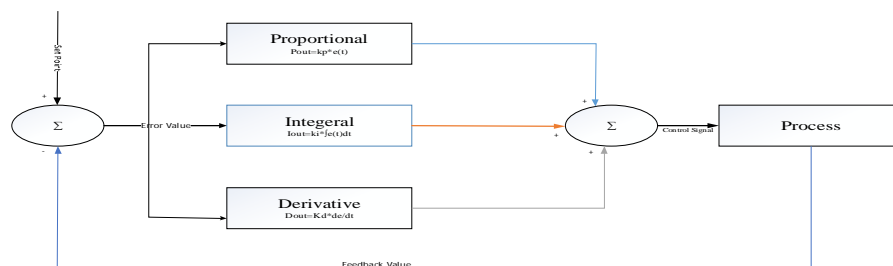 Set Point
+
Σ
-
Error Value
Proportional
Pout=kp*e(t)
Integeral
Iout=ki*∫e(t)dt
Derivative
Dout=Kd*de/dt
+
+
+
Σ
Control Signal
Process
Feedback Value